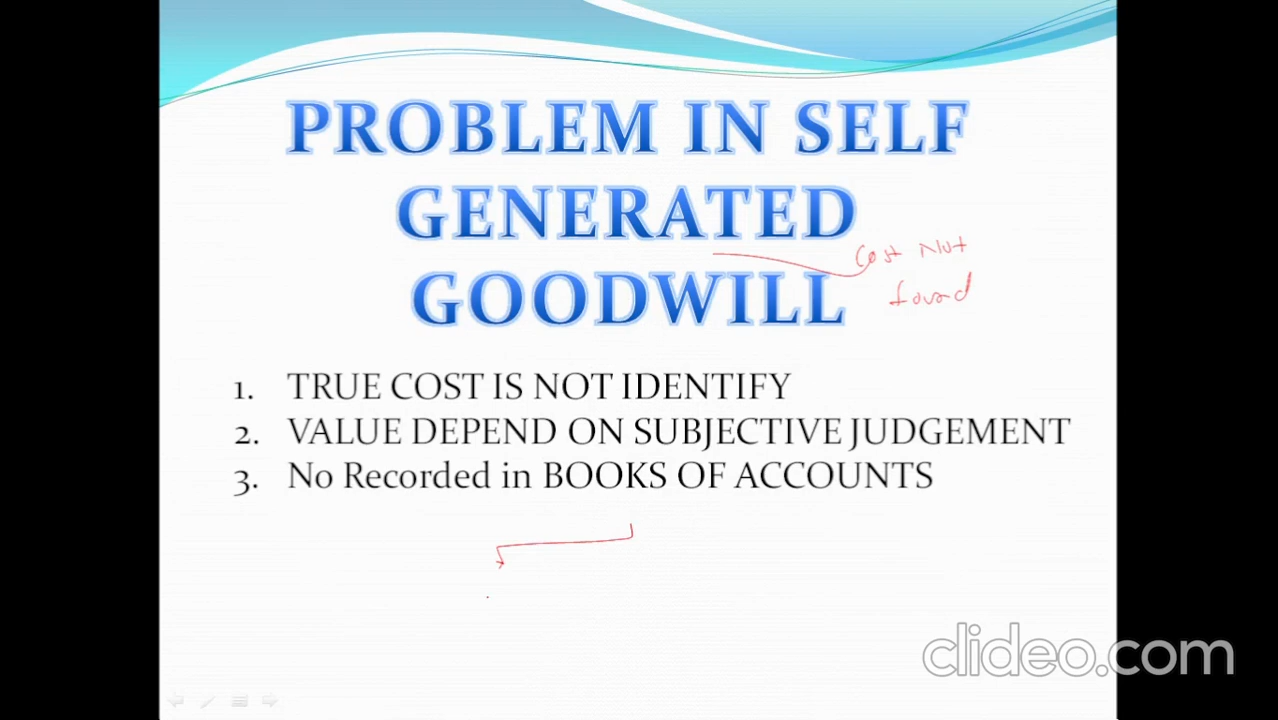 PROBLEM IN SELF
GENERATED
GOODWILL
Cost Not
found
1. TRUE COST IS NOT IDENTIFY
2. VALUE DEPEND ON SUBJECTIVE JUDGEMENT
3. No Recorded in BOOKS OF ACCOUNTS
clideo.com